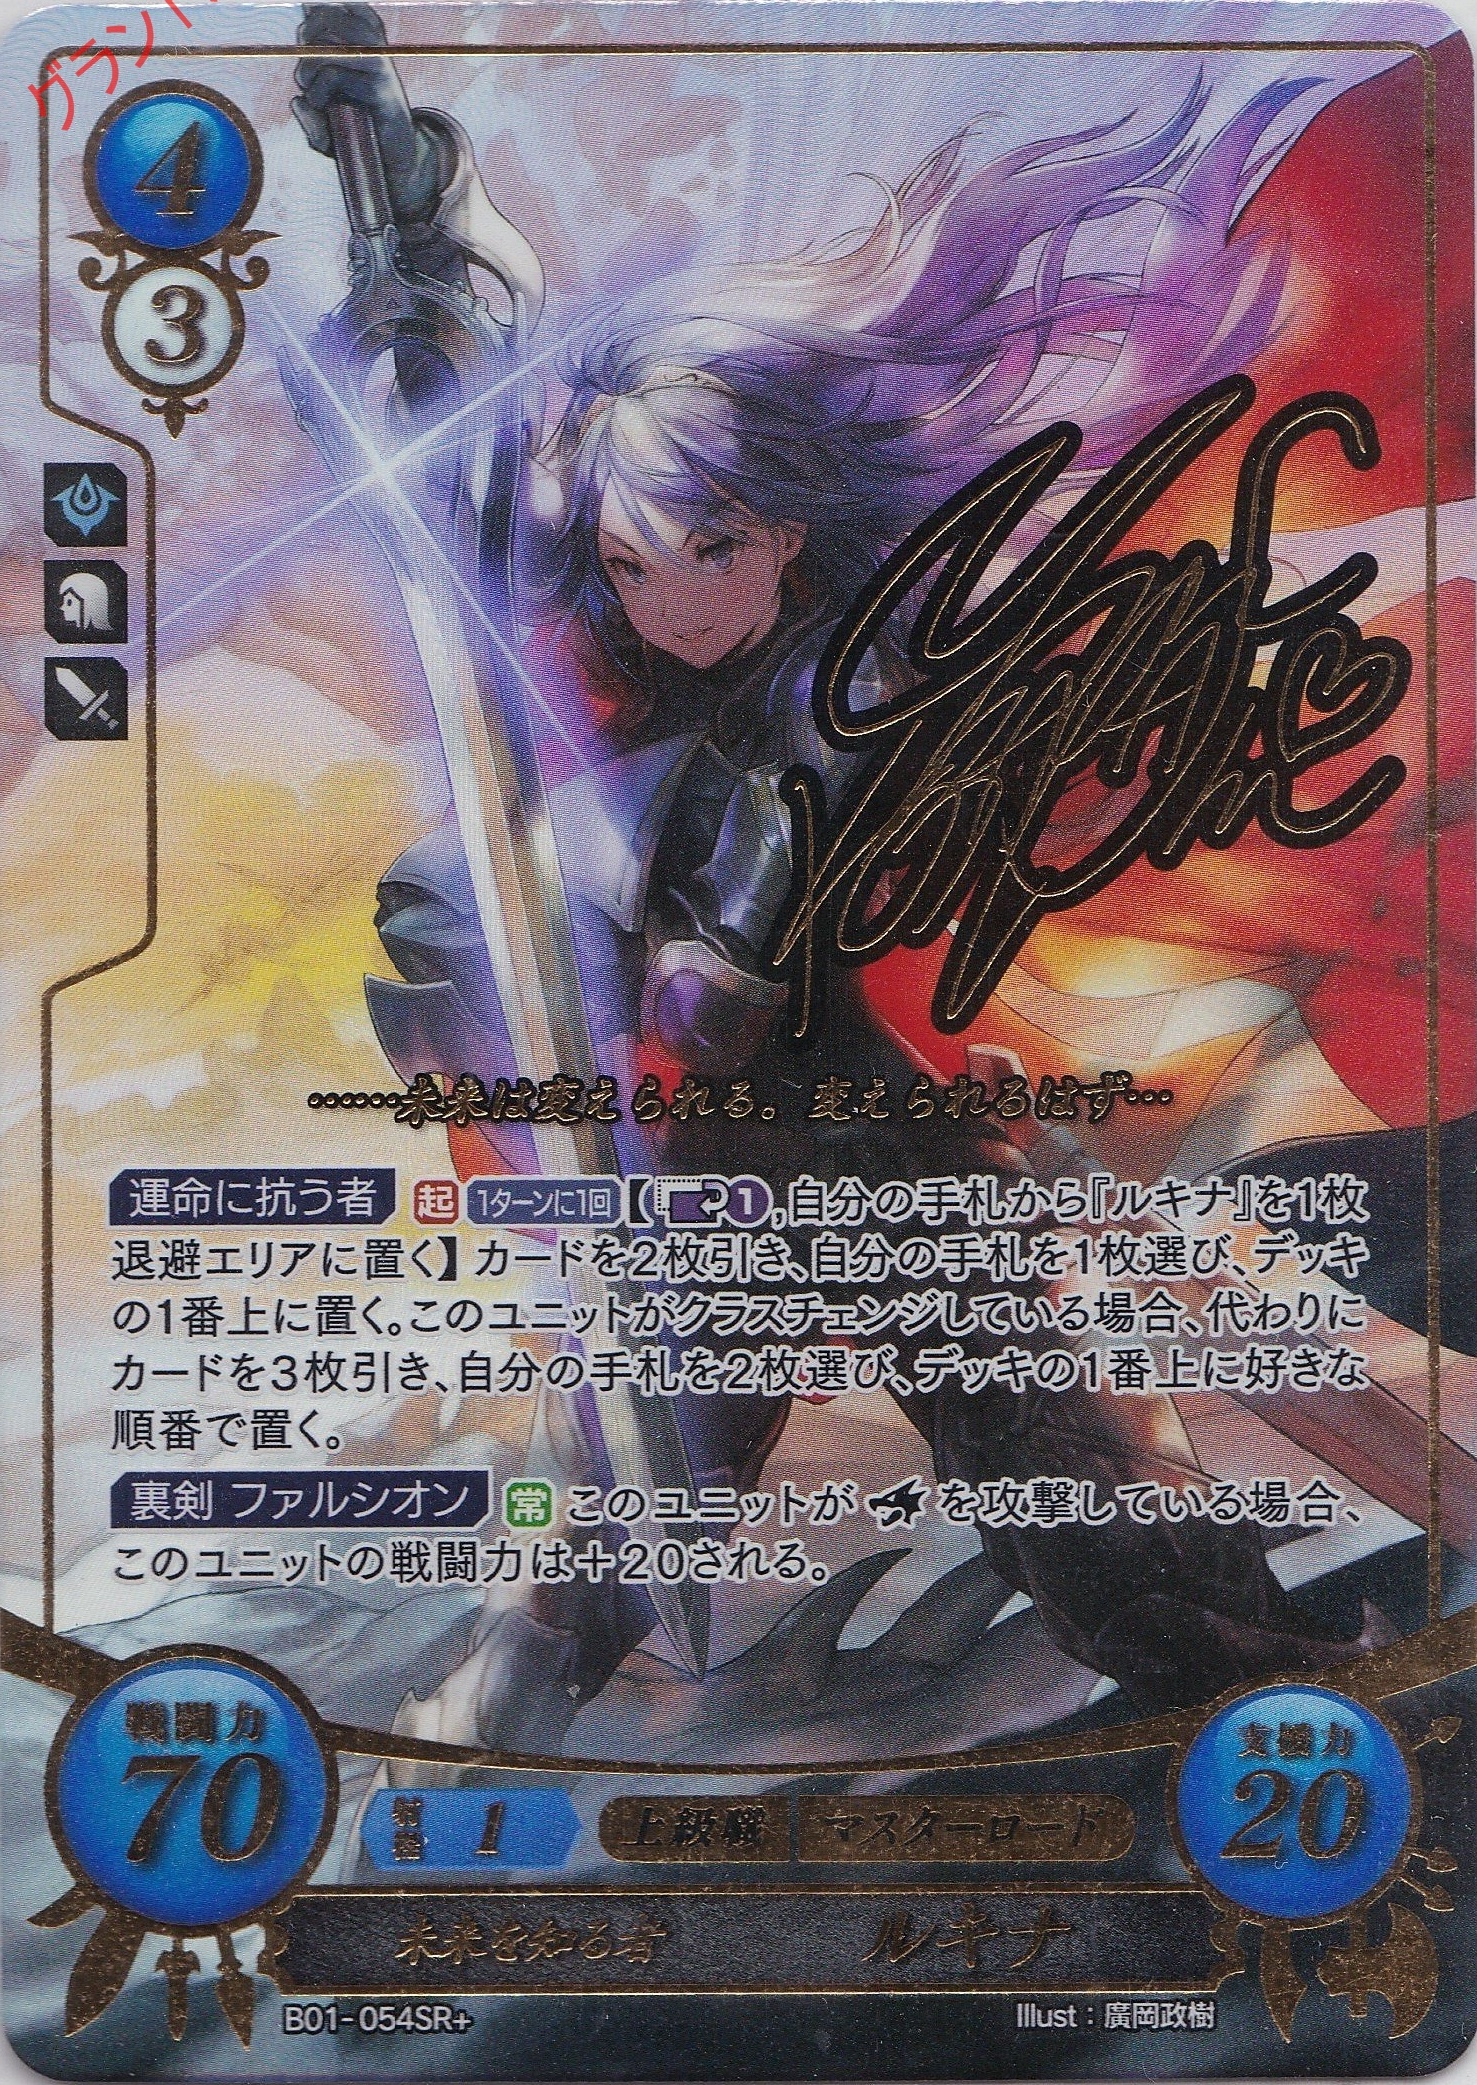 グラン
4
3
……未来は変えられる。変えられるはず…
運命に抗う者 起 1ターンに1回 【 1,自分の手札から『ルキナ』を1枚
退避エリアに置く】カードを2枚引き、自分の手札を1枚選び、デッキ
の1番上に置く。このユニットがクラスチェンジしている場合、代わりに
カードを3枚引き、自分の手札を2枚選び、デッキの1番上に好きな
順番で置く。
裏剣 ファルシオン 常 このユニットが を攻撃している場合、
このユニットの戦闘力は+20される。
戦闘力
70
射程 1 上級職 マスターロード
支援力
20
未来を知る者 ルキナ
B01-054SR+ Illust:廣岡政樹